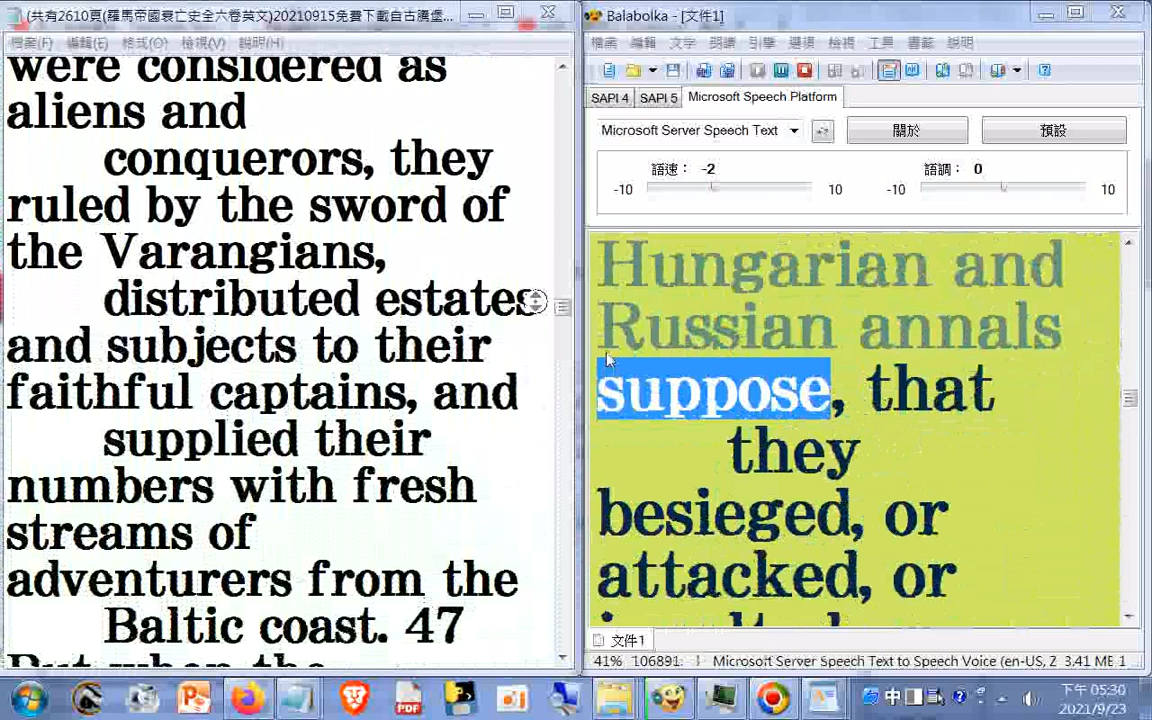 (共有2610頁(羅馬帝國衰亡史全六卷英文)20210915免費下載自古騰堡...
檔案(F) 編輯(E) 格式(O) 檢視(V) 說明(H)
were considered as
aliens and
conquerors, they
ruled by the sword of
the Varangians,
distributed estates
and subjects to their
faithful captains, and
supplied their
numbers with fresh
streams of
adventurers from the
Baltic coast. 47
But when the
Balabolka - [文件1]
檔案 編輯 文字 朗讀 引擎 選項 檢視 工具 書籤 說明
SAPI 4 SAPI 5 Microsoft Speech Platform
Microsoft Server Speech Text
關於 預設
語速： -2 語調： 0
-10 10 -10 10
Hungarian and
Russian annals
suppose, that
they
besieged, or
attacked, or
文件1
41% 106891: Microsoft Server Speech Text to Speech Voice (en-US, Z 3.41 ME 1
PDF
中
下午 05:30
2021/9/23